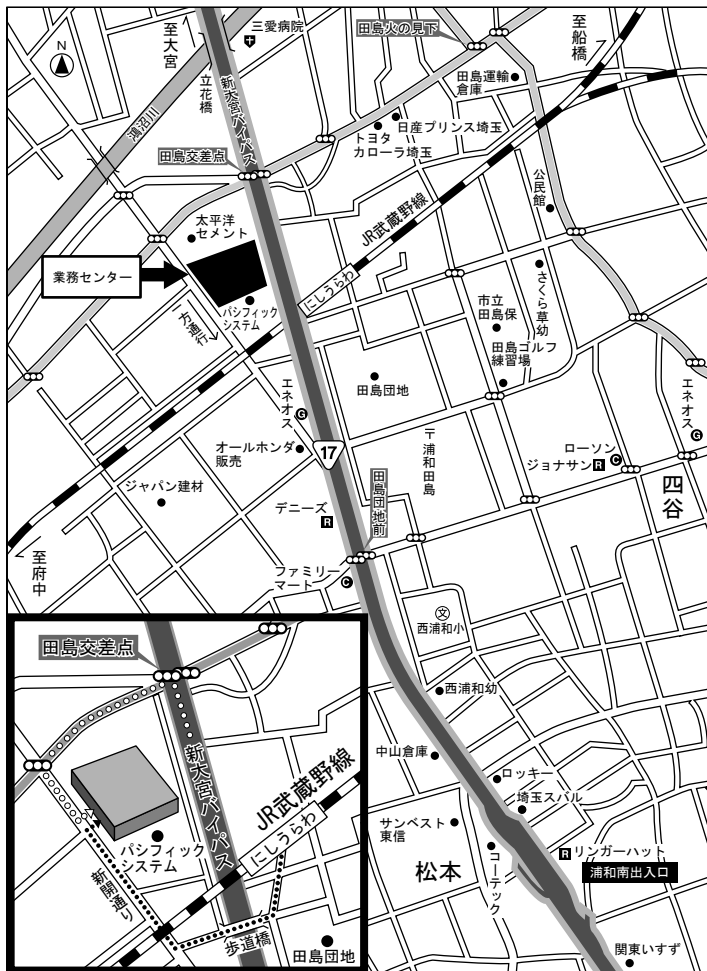 至大宮
三愛病院
田島火の見下
至船橋
N
立花橋
新大宮バイパス
田島運輸
倉庫
鴻沼川
日産プリンス埼玉
トヨタ
カローラ埼玉
田島交差点
公民館
太平洋
セメント
JR武蔵野線
業務センター
にしうらわ
さくら草幼
パシフィック
システム
市立
田島保
一方通行
田島ゴルフ
練習場
エネオス
G
田島団地
エネオス
G
17
〒浦和田島
オールホンダ
販売
ローソン
C
ジョナサン
R
ジャパン建材
田島団地前
四谷
デニーズ
R
至府中
ファミリー
マート
C
文
西浦和小
田島交差点
西浦和幼
新大宮バイパス
中山倉庫
JR武蔵野線
ロッキー
にしうらわ
埼玉スバル
パシフィック
システム
サンベスト
東信
R
リンガーハット
新開通り
松本
コーテック
浦和南出入口
歩道橋
田島団地
関東いすず